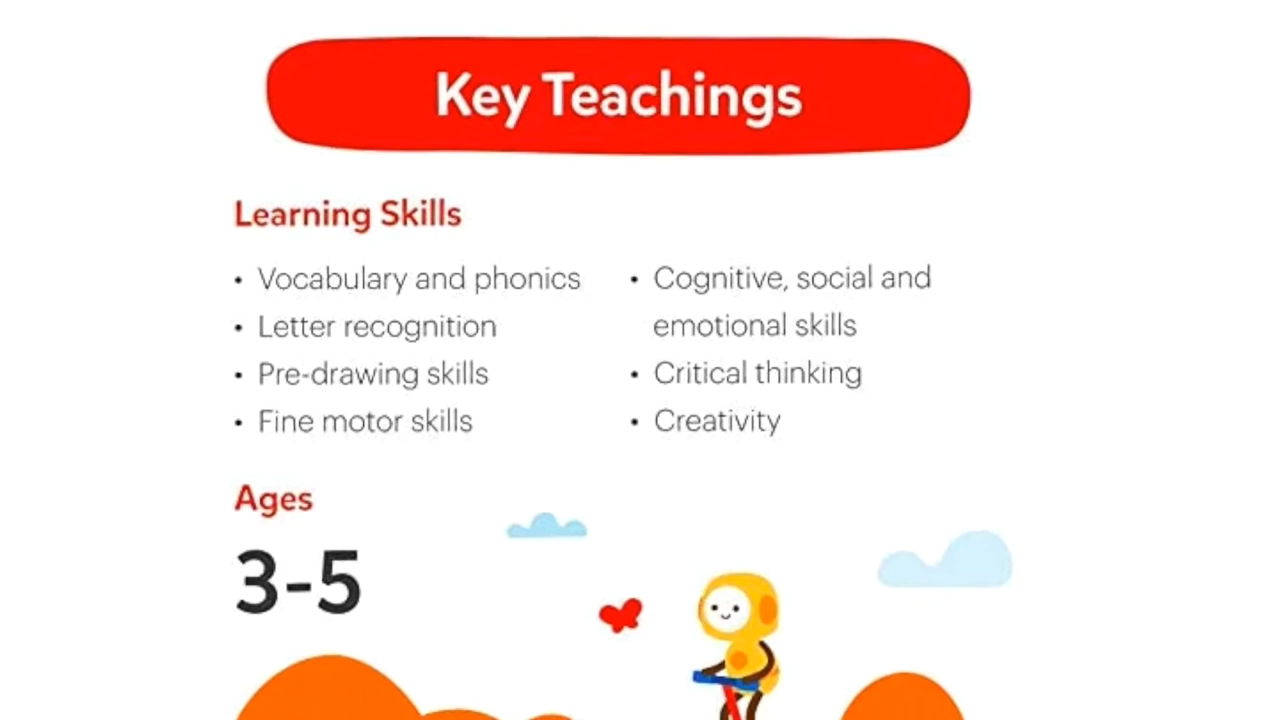 Key Teachings
Learning Skills
• Vocabulary and phonics
• Letter recognition
• Pre-drawing skills
• Fine motor skills
• Cognitive, social and
emotional skills
• Critical thinking
• Creativity
Ages
3-5